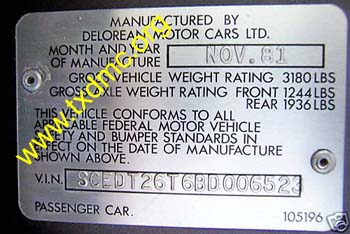 MANUFACTURED BY
DELOREAN MOTOR CARS LTD.
MONTH AND YEAR
OF MANUFACTURE NOV. 81
GROSS VEHICLE WEIGHT RATING 3180 LBS
GROSS AXLE WEIGHT RATING FRONT 1244 LBS
REAR 1936 LBS
THIS VEHICLE CONFORMS TO ALL
APPLICABLE FEDERAL MOTOR VEHICLE
SAFETY AND BUMPER STANDARDS IN
EFFECT ON THE DATE OF MANUFACTURE
SHOWN ABOVE.
V.I.N. SCEDT26T6BD006523
PASSENGER CAR. 105196